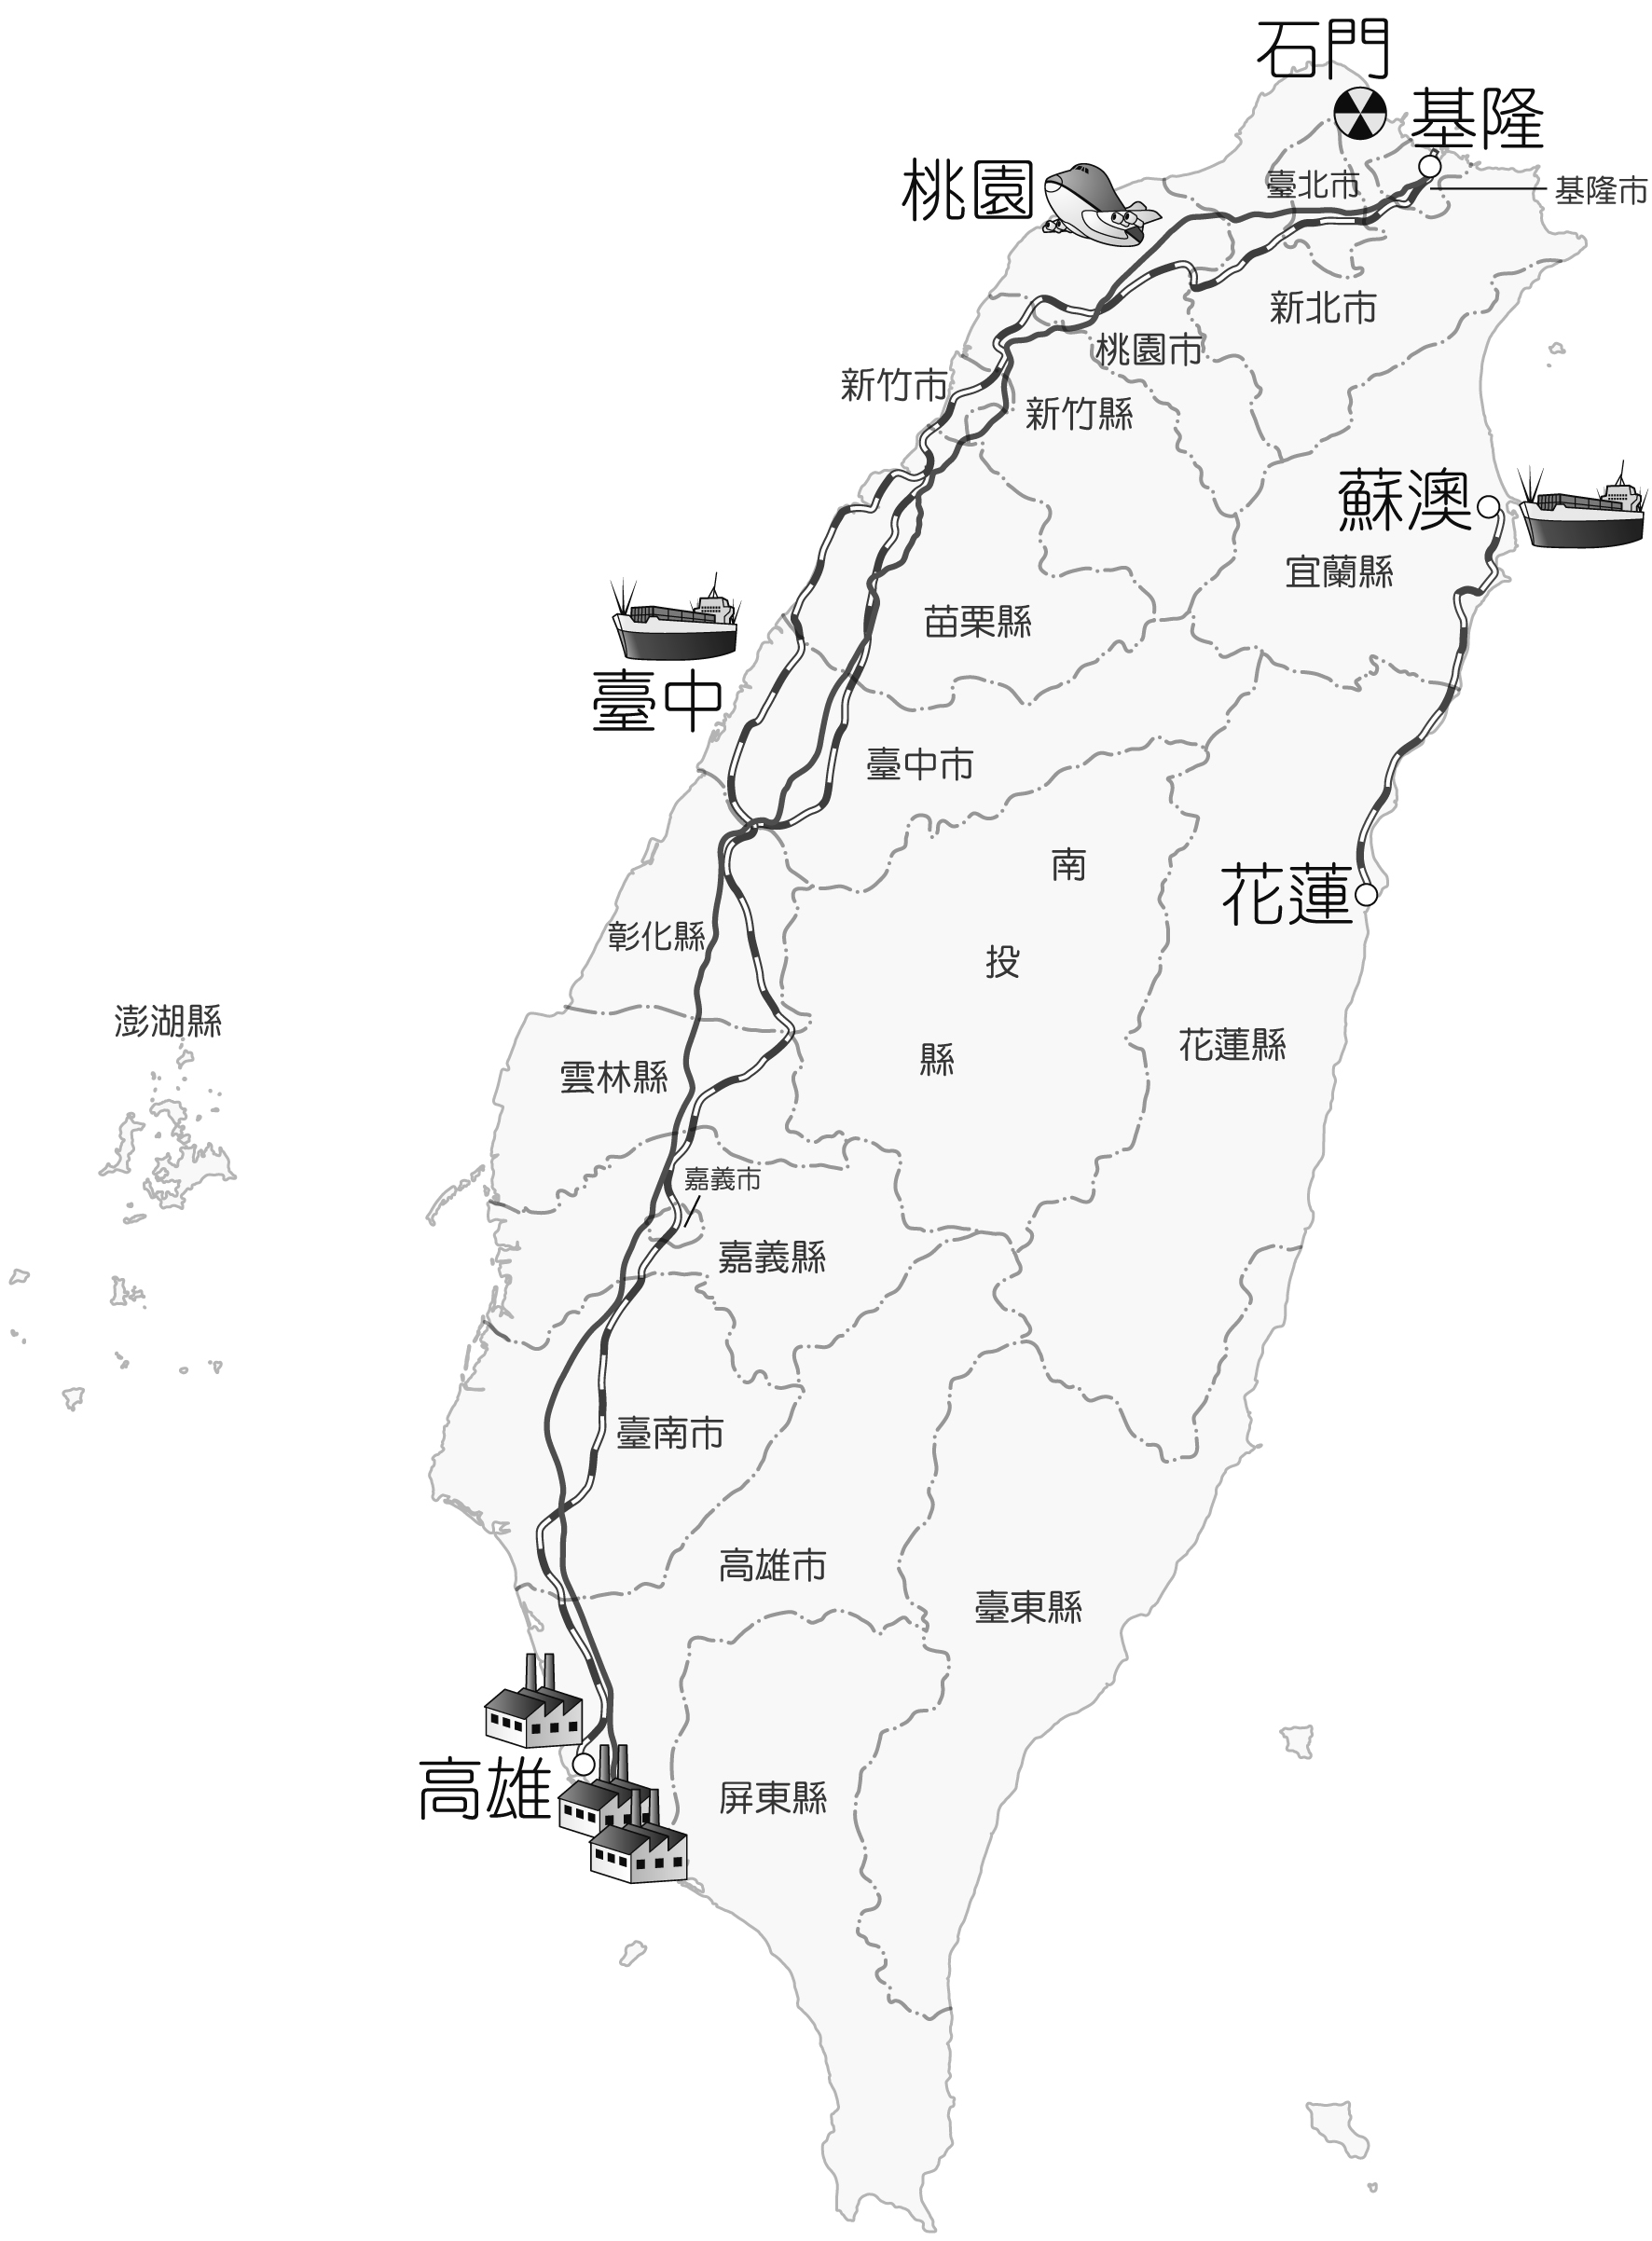 石門
基隆
桃園
臺北市
基隆市
新北市
桃園市
新竹市
新竹縣
蘇澳
宜蘭縣
苗栗縣
臺中
臺中市
南
投
縣
花蓮
彰化縣
澎湖縣
花蓮縣
雲林縣
嘉義市
嘉義縣
臺南市
高雄市
臺東縣
高雄
屏東縣